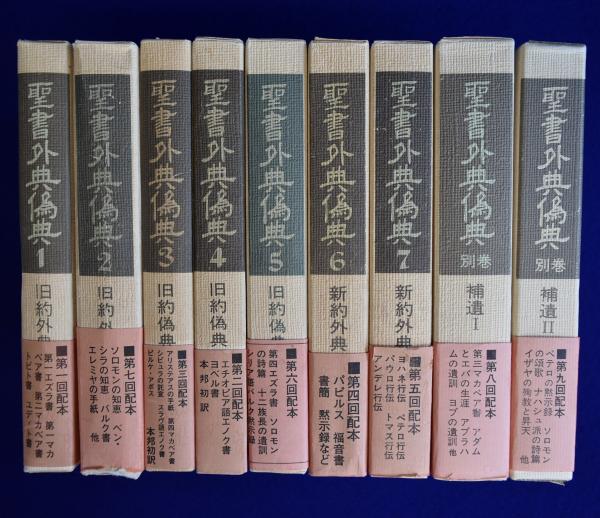 聖書外典偽典
1
旧約外典
■第一回配本
第一エズラ書 第一マカ
ベア書 第二マカベア書
トビト書 ユディト書
聖書外典偽典
2
旧約外
■第七回配本
ソロモンの知恵 ベン・
シラの知恵 バルク書
エレミヤの手紙 他
聖書外典偽典
3
旧約偽典
■第三回配本
アリステアスの手紙 第四マカベア書
シビュラの託宣 スラヴ語エノク書
ピルケ・アボス 本邦初訳
聖書外典偽典
4
旧約偽典
■第二回配本
エチオピア語エノク書
ヨベル書
本邦初訳
聖書外典偽典
5
旧約偽典
■第六回配本
第四エズラ書 ソロモン
の詩篇 十二族長の遺訓
シリア語バルク黙示録
聖書外典偽典
6
新約外典
■第四回配本
パピルス 福音書
書簡 黙示録など
聖書外典偽典
7
新約外典
■第五回配本
ヨハネ行伝 ペテロ行伝
パウロ行伝 トマス行伝
アンデレ行伝
聖書外典偽典
別巻
補遺I
■第八回配本
第三マカベア書 アダム
とエバの生涯 アブラハ
ムの遺訓 ヨブの遺訓 他
聖書外典偽典
別巻
補遺II
■第九回配本
ペテロの黙示録 ソロモン
の頌歌 ナハシュ派の詩篇
イザヤの殉教と昇天 他